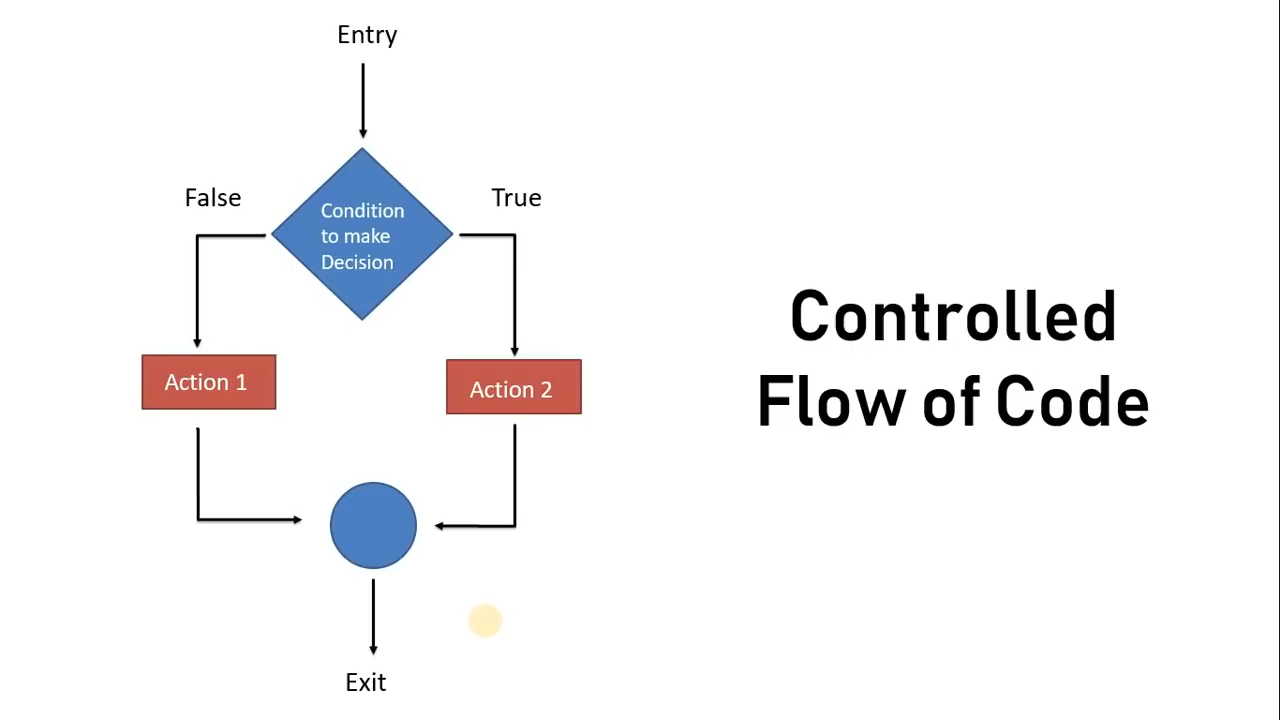 Entry
False
True
Condition
to make
Decision
Action 1
Action 2
Exit
Controlled
Flow of Code